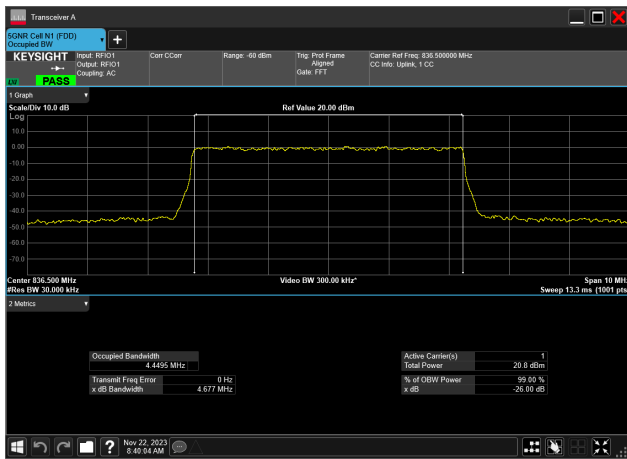 Transceiver A
5GNR Cell N1 (FDD)
Occupied BW
KEYSIGHT
Input: RFIO1
Output: RFIO1
Coupling: AC
Corr CCorr
Range: -60 dBm
Trig: Prot Frame
Aligned
Gate: FFT
Carrier Ref Freq: 836.500000 MHz
CC Info: Uplink, 1 CC
PASS
1 Graph
Scale/Div 10.0 dB
Ref Value 20.00 dBm
Log
10.0
0.00
-10.0
-20.0
-30.0
-40.0
-50.0
-60.0
-70.0
Center 836.500 MHz
Video BW 300.00 kHz*
Span 10 MHz
#Res BW 30.000 kHz
Sweep 13.3 ms (1001 pts
2 Metrics
Occupied Bandwidth
4.4495 MHz
Active Carrier(s) 1
Total Power 20.8 dBm
Transmit Freq Error 0 Hz
x dB Bandwidth 4.677 MHz
% of OBW Power 99.00 %
x dB -26.00 dB
Nov 22, 2023
8:40:04 AM